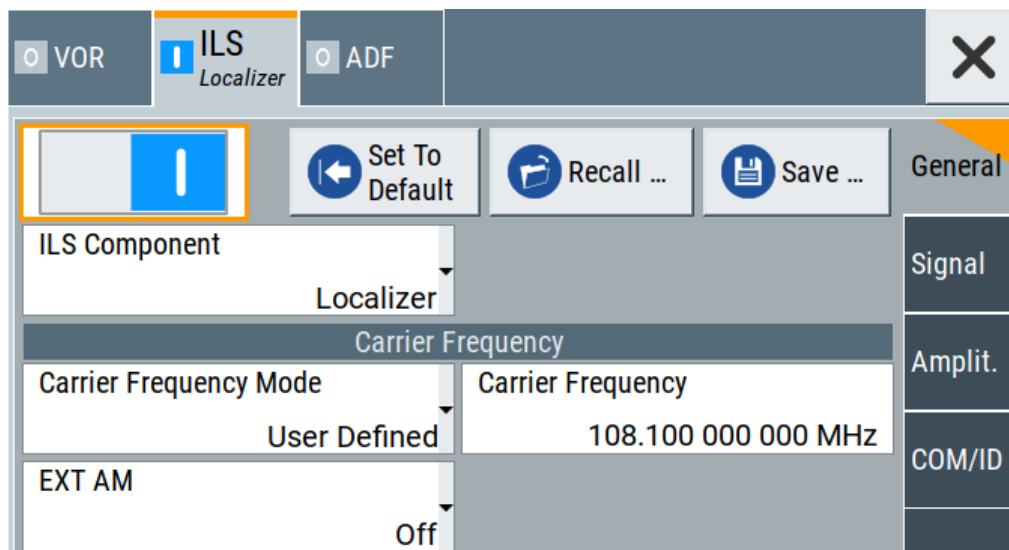 VOR
ILS
Localizer
ADF
Set To
Default
Recall ...
Save ...
General
ILS Component
Localizer
Signal
Carrier Frequency
Carrier Frequency Mode
User Defined
Carrier Frequency
108.100 000 000 MHz
Amplit.
EXT AM
Off
COM/ID